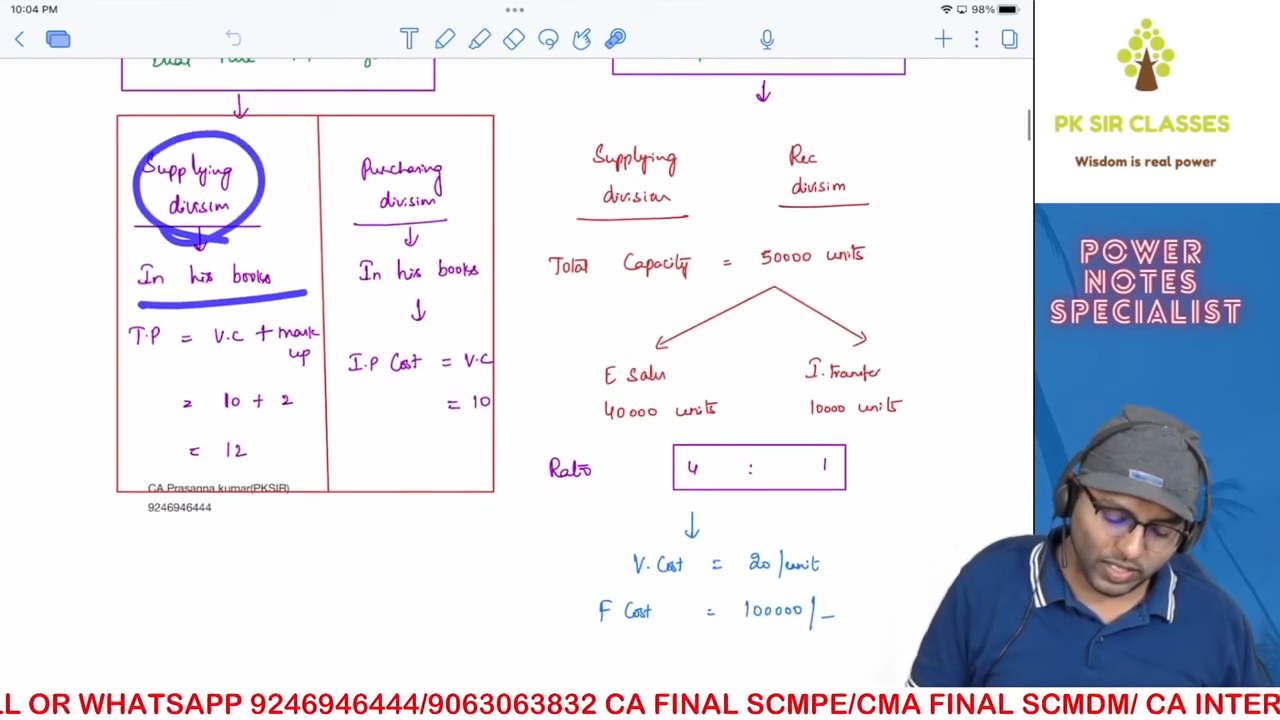 10:04 PM
98%
T
Supplying
division
In his books
T.P = V.C + mark
up
= 10 + 2
= 12
Purchasing
division
In his books
I.P Cost = V.C
= 10
CA Prasanna kumar(PKSIR)
9246946444
Supplying
division
Rec
division
Total Capacity = 50000 units
E Sales
40000 units
I.transfer
10000 units
Ratio 4 : 1
V.Cost = 20/unit
F Cost = 100000/-
PK SIR CLASSES
Wisdom is real power
POWER
NOTES
SPECIALIST
LL OR WHATSAPP 9246946444/9063063832 CA FINAL SCMPE/CMA FINAL SCMDM/ CA INTER